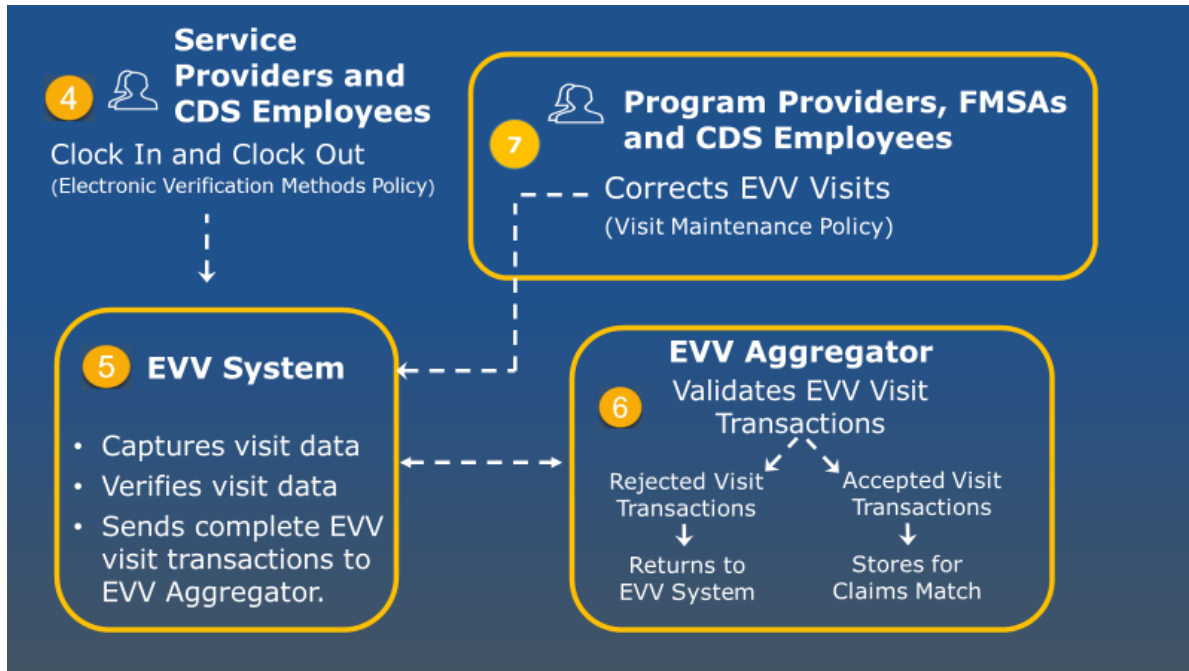 4
Service
Providers and
CDS Employees
Clock In and Clock Out
(Electronic Verification Methods Policy)
7
Program Providers, FMSAs
and CDS Employees
Corrects EVV Visits
(Visit Maintenance Policy)
5
EVV System
• Captures visit data
• Verifies visit data
• Sends complete EVV
visit transactions to
EVV Aggregator.
6
EVV Aggregator
Validates EVV Visit
Transactions
Rejected Visit
Transactions
Returns to
EVV System
Accepted Visit
Transactions
Stores for
Claims Match